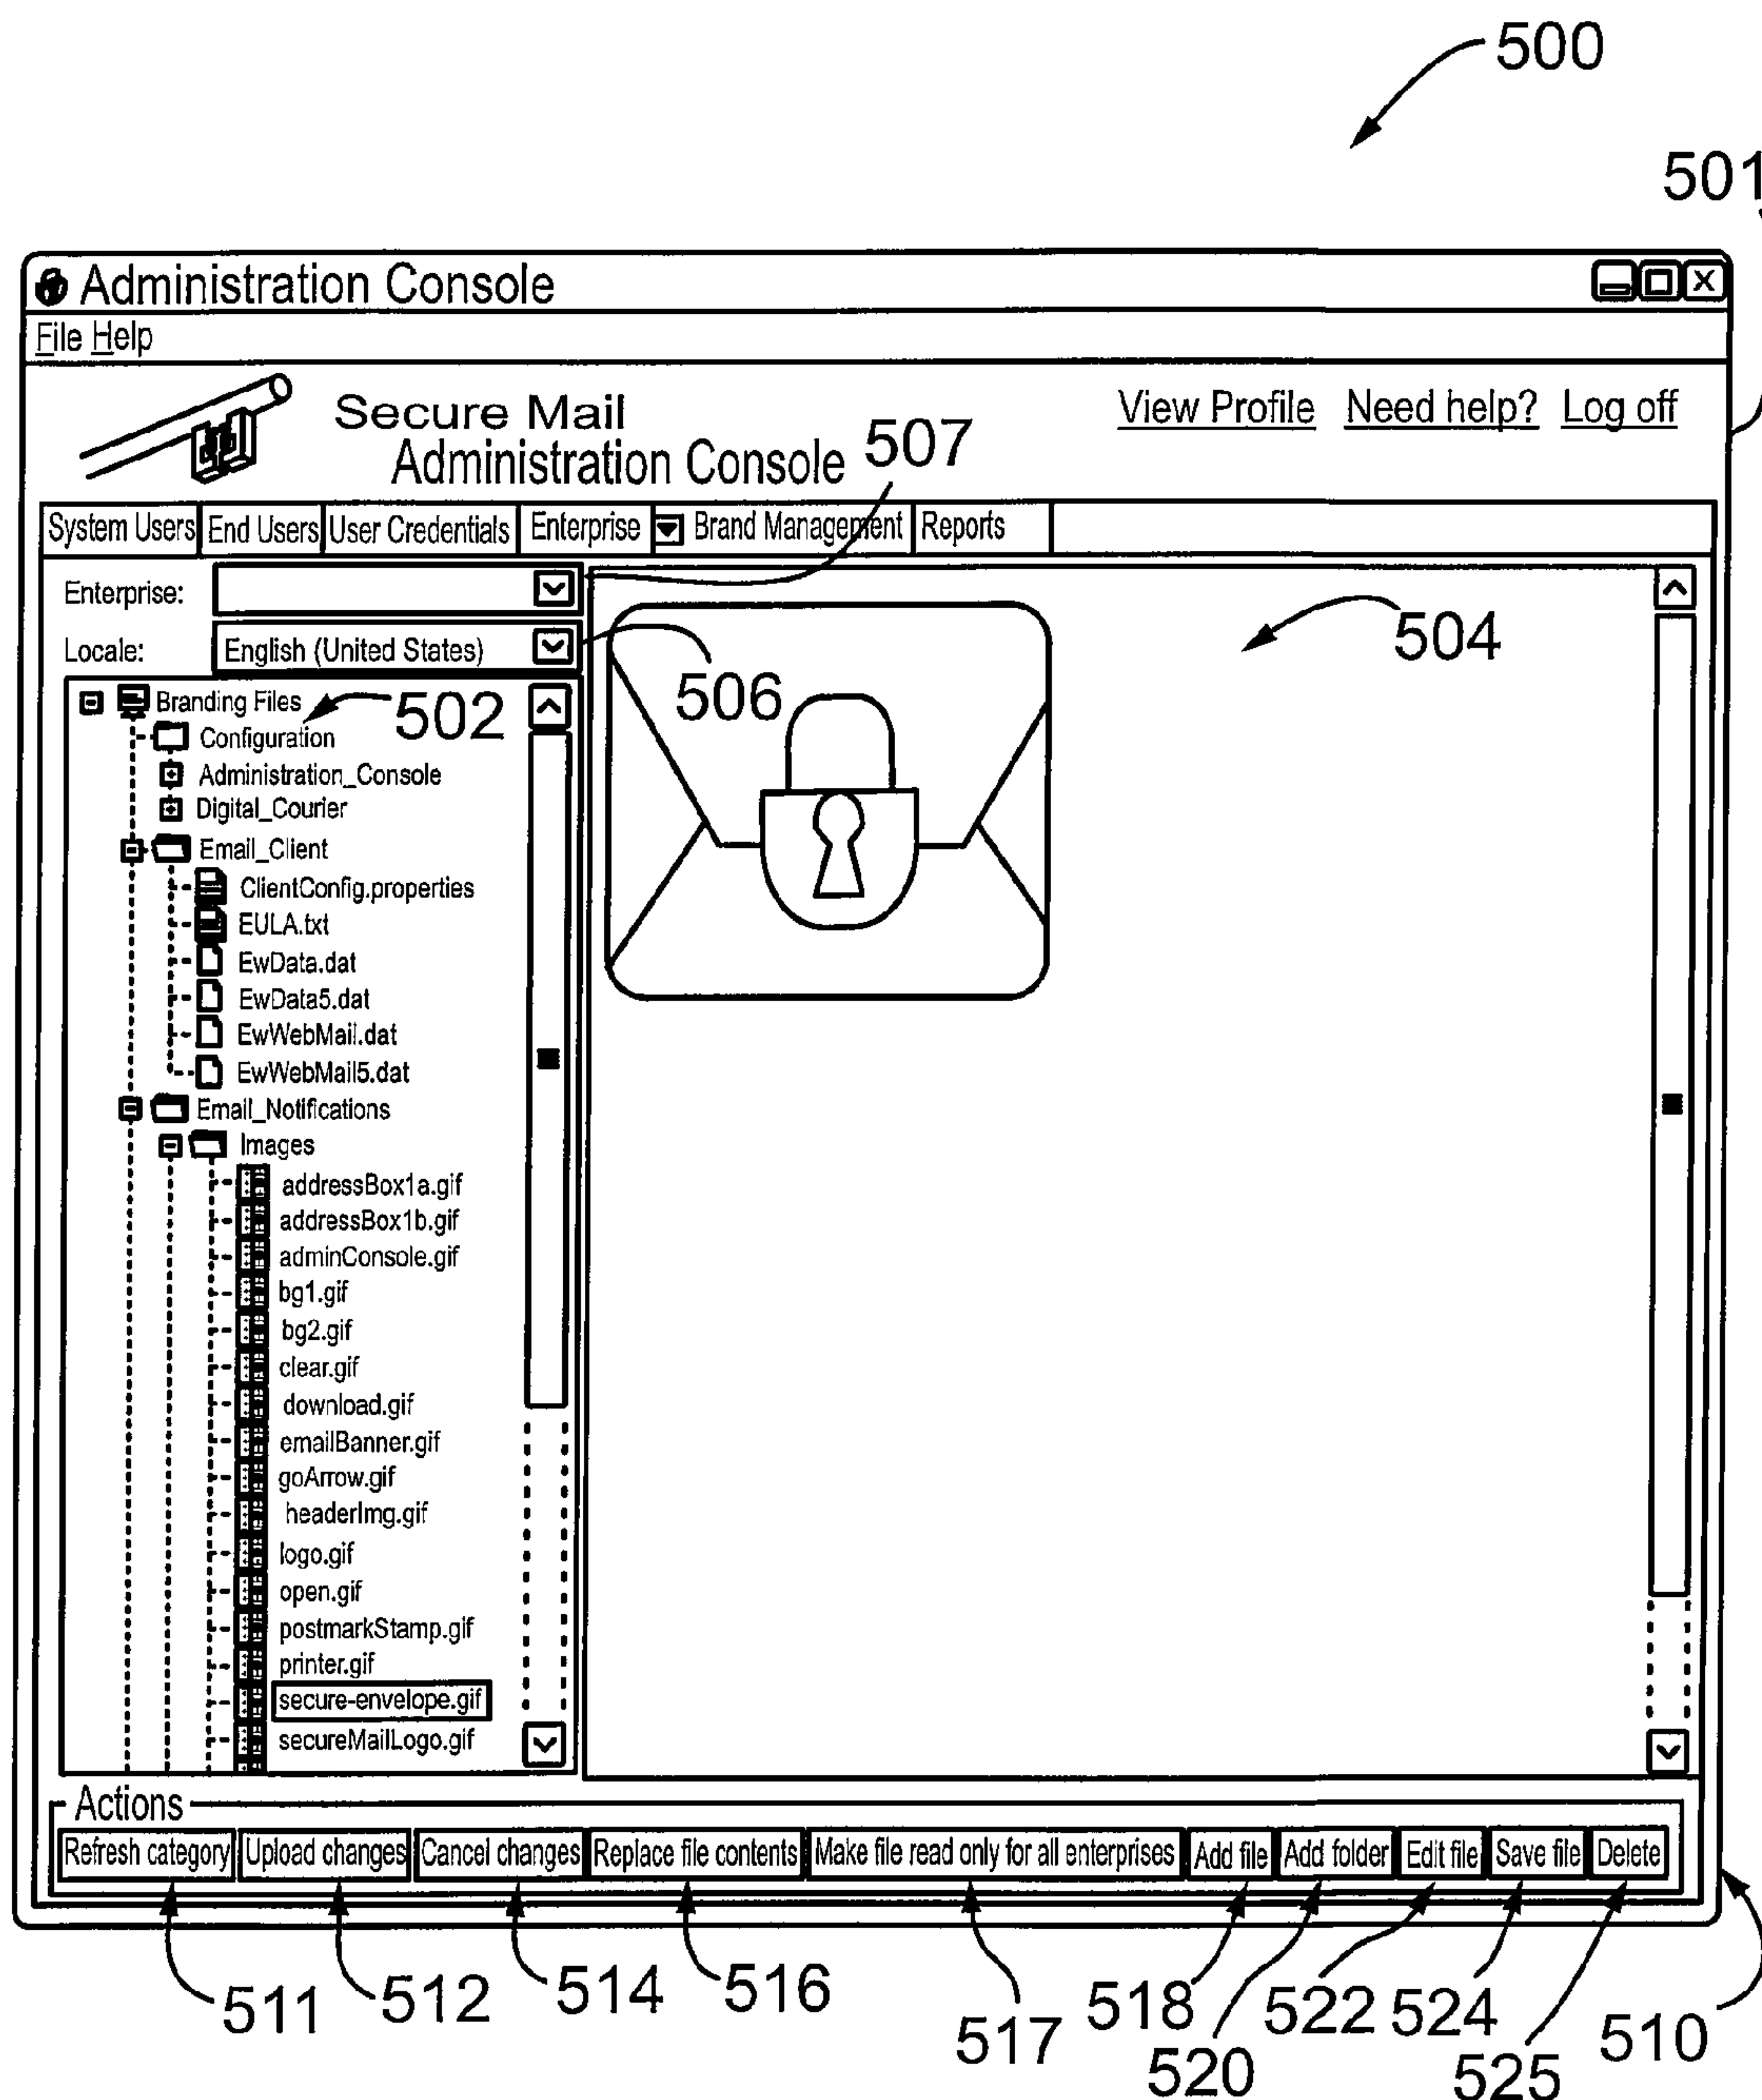 500
501
Administration Console
File Help
Secure Mail
Administration Console
View Profile Need help? Log off
507
System Users End Users User Credentials Enterprise Brand Management Reports
Enterprise:
Locale: English (United States)
504
506
502
Branding Files
Configuration
Administration_Console
Digital_Courier
Email_Client
ClientConfig.properties
EULA.txt
EwData.dat
EwData5.dat
EwWebMail.dat
EwWebMail5.dat
Email_Notifications
Images
addressBox1a.gif
addressBox1b.gif
adminConsole.gif
bg1.gif
bg2.gif
clear.gif
download.gif
emailBanner.gif
goArrow.gif
headerImg.gif
logo.gif
open.gif
postmarkStamp.gif
printer.gif
secure-envelope.gif
secureMailLogo.gif
Actions
Refresh category Upload changes Cancel changes Replace file contents Make file read only for all enterprises Add file Add folder Edit file Save file Delete
511 512 514 516 517 518 520 522 524 525 510